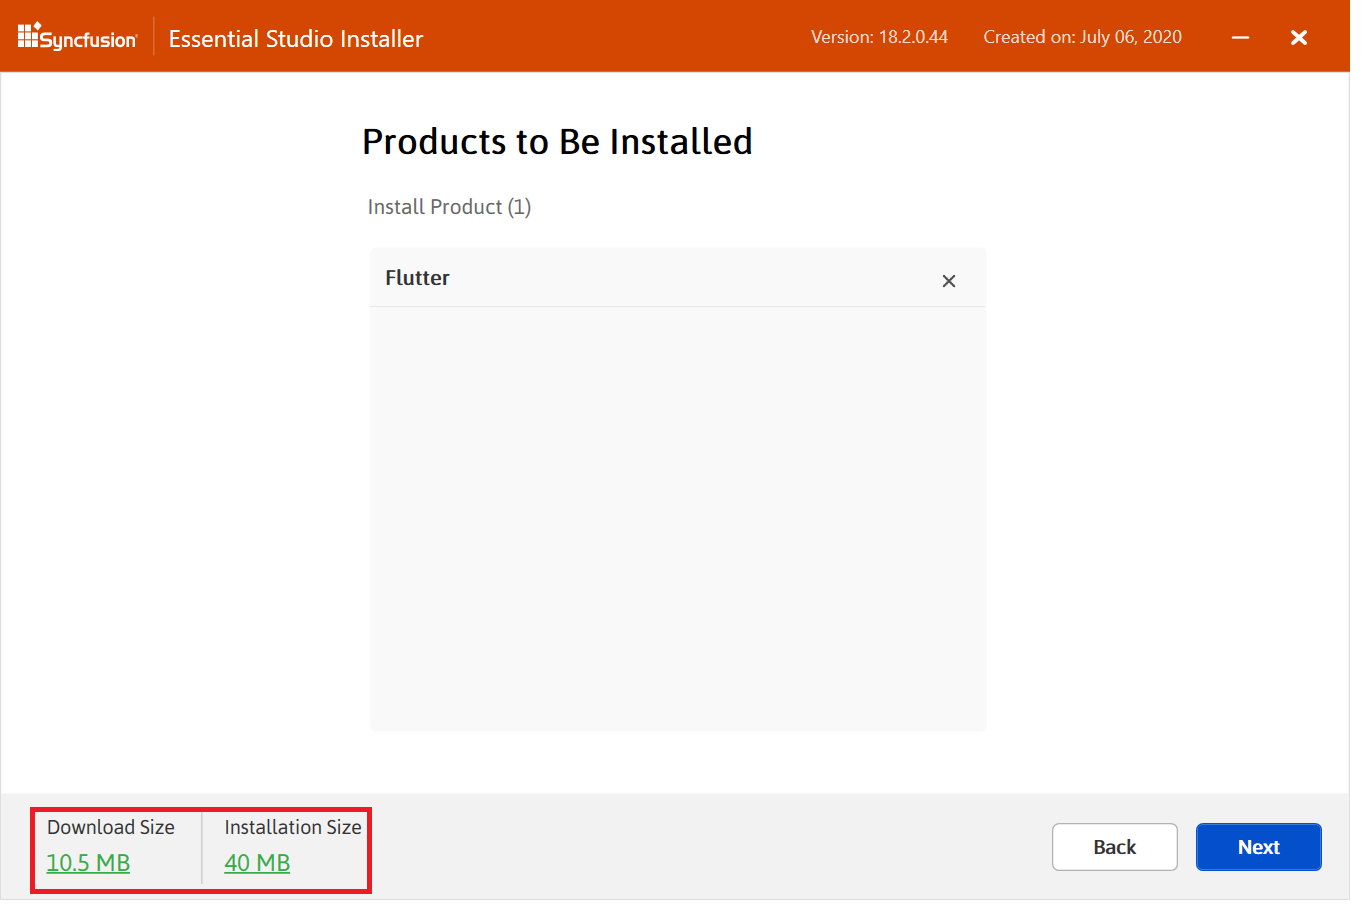 Syncfusion
Essential Studio Installer
Version: 18.2.0.44
Created on: July 06, 2020
Products to Be Installed
Install Product (1)
Flutter
Download Size
Installation Size
10.5 MB
40 MB
Back
Next